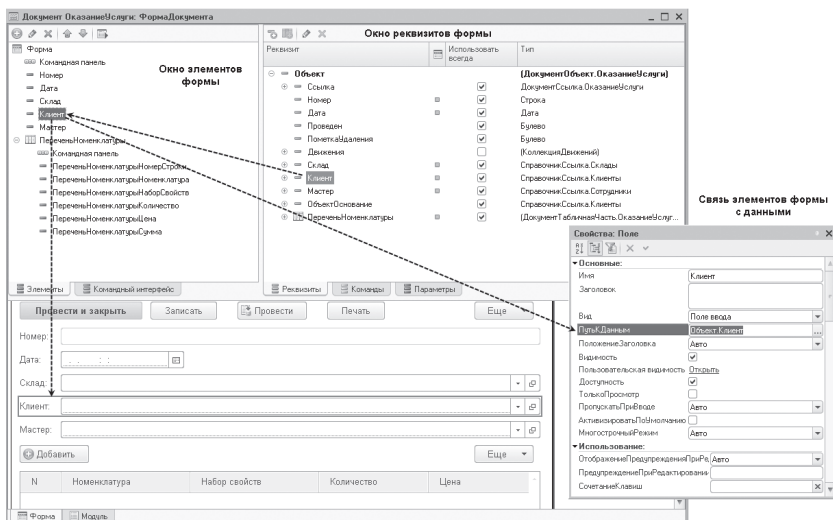 Документ ОказаниеУслуги: ФормаДокумента
Окно элементов
формы
Форма
Командная панель
Номер
Дата
Склад
Клиент
Мастер
ПереченьНоменклатуры
Командная панель
ПереченьНоменклатурыНомерСтроки
ПереченьНоменклатурыНоменклатура
ПереченьНоменклатурыНаборСвойств
ПереченьНоменклатурыКоличество
ПереченьНоменклатурыЦена
ПереченьНоменклатурыСумма
Элементы Командный интерфейс
Окно реквизитов формы
Реквизит Использовать всегда Тип
Объект (ДокументОбъект.ОказаниеУслуги)
Ссылка ДокументСсылка.ОказаниеУслуги
Номер Строка
Дата Дата
Проведен Булево
ПометкаУдаления Булево
Движения (КоллекцияДвижений)
Склад СправочникСсылка.Склады
Клиент СправочникСсылка.Клиенты
Мастер СправочникСсылка.Сотрудники
ОбъектОснование СправочникСсылка.Клиенты
ПереченьНоменклатуры (ДокументТабличнаяЧасть.ОказаниеУслуг...
Реквизиты Команды Параметры
Связь элементов формы
с данными
Провести и закрыть Записать Провести Печать Еще
Номер:
Дата: . . : :
Склад:
Клиент:
Мастер:
Добавить Еще
N Номенклатура Набор свойств Количество Цена
Форма Модуль
Свойства: Поле
Основные:
Имя Клиент
Заголовок
Вид Поле ввода
ПутьКДанным Объект.Клиент
ПоложениеЗаголовка Авто
Видимость
Пользовательская видимость Открыть
Доступность
ТолькоПросмотр
ПропускатьПриВводе Авто
АктивизироватьПоУмолчанию
МногострочныйРежим Авто
Использование:
ОтображениеПредупрежденияПриРе, Авто
ПредупреждениеПриРедактировании
СочетаниеКлавиш